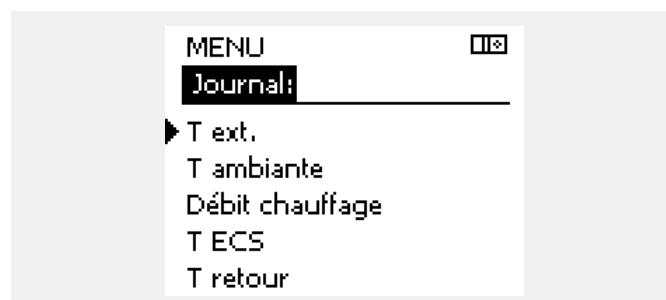 MENU
Journal:
T ext.
T ambiante
Débit chauffage
T ECS
T retour